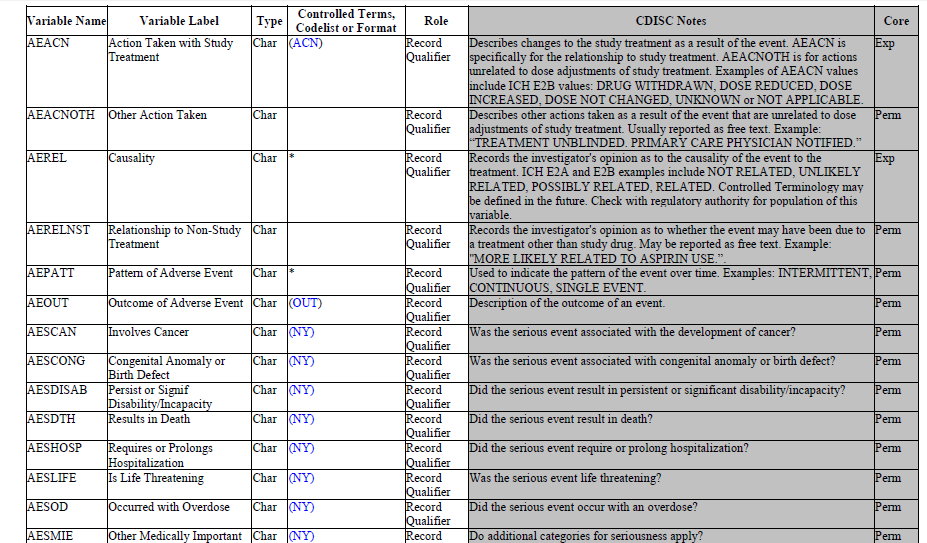 Variable Name Variable Label Type Controlled Terms, Codelist or Format Role CDISC Notes Core
AEACN Action Taken with Study Char (ACN) Record Describes changes to the study treatment as a result of the event. AEACN is Exp
Treatment Qualifier specifically for the relationship to study treatment. AEACNOTH is for actions
unrelated to dose adjustments of study treatment. Examples of AEACN values
include ICH E2B values: DRUG WITHDRAWN, DOSE REDUCED, DOSE
INCREASED, DOSE NOT CHANGED, UNKNOWN or NOT APPLICABLE.
AEACNOTH Other Action Taken Char Record Describes other actions taken as a result of the event that are unrelated to dose Perm
Qualifier adjustments of study treatment. Usually reported as free text. Example:
“TREATMENT UNBLINDED. PRIMARY CARE PHYSICIAN NOTIFIED.”
AEREL Causality Char * Record Records the investigator's opinion as to the causality of the event to the Exp
Qualifier treatment. ICH E2A and E2B examples include NOT RELATED, UNLIKELY
RELATED, POSSIBLY RELATED, RELATED. Controlled Terminology may
be defined in the future. Check with regulatory authority for population of this
variable.
AERELNST Relationship to Non-Study Char Record Records the investigator's opinion as to whether the event may have been due to Perm
Treatment Qualifier a treatment other than study drug. May be reported as free text. Example:
"MORE LIKELY RELATED TO ASPIRIN USE.".
AEPATT Pattern of Adverse Event Char * Record Used to indicate the pattern of the event over time. Examples: INTERMITTENT, Perm
Qualifier CONTINUOUS, SINGLE EVENT.
AEOUT Outcome of Adverse Event Char (OUT) Record Description of the outcome of an event. Perm
Qualifier
AESCAN Involves Cancer Char (NY) Record Was the serious event associated with the development of cancer? Perm
Qualifier
AESCONG Congenital Anomaly or Char (NY) Record Was the serious event associated with congenital anomaly or birth defect? Perm
Birth Defect Qualifier
AESDISAB Persist or Signif Char (NY) Record Did the serious event result in persistent or significant disability/incapacity? Perm
Disability/Incapacity Qualifier
AESDTH Results in Death Char (NY) Record Did the serious event result in death? Perm
Qualifier
AESHOSP Requires or Prolongs Char (NY) Record Did the serious event require or prolong hospitalization? Perm
Hospitalization Qualifier
AESLIFE Is Life Threatening Char (NY) Record Was the serious event life threatening? Perm
Qualifier
AESOD Occurred with Overdose Char (NY) Record Did the serious event occur with an overdose? Perm
Qualifier
AESMIE Other Medically Important Char (NY) Record Do additional categories for seriousness apply? Perm